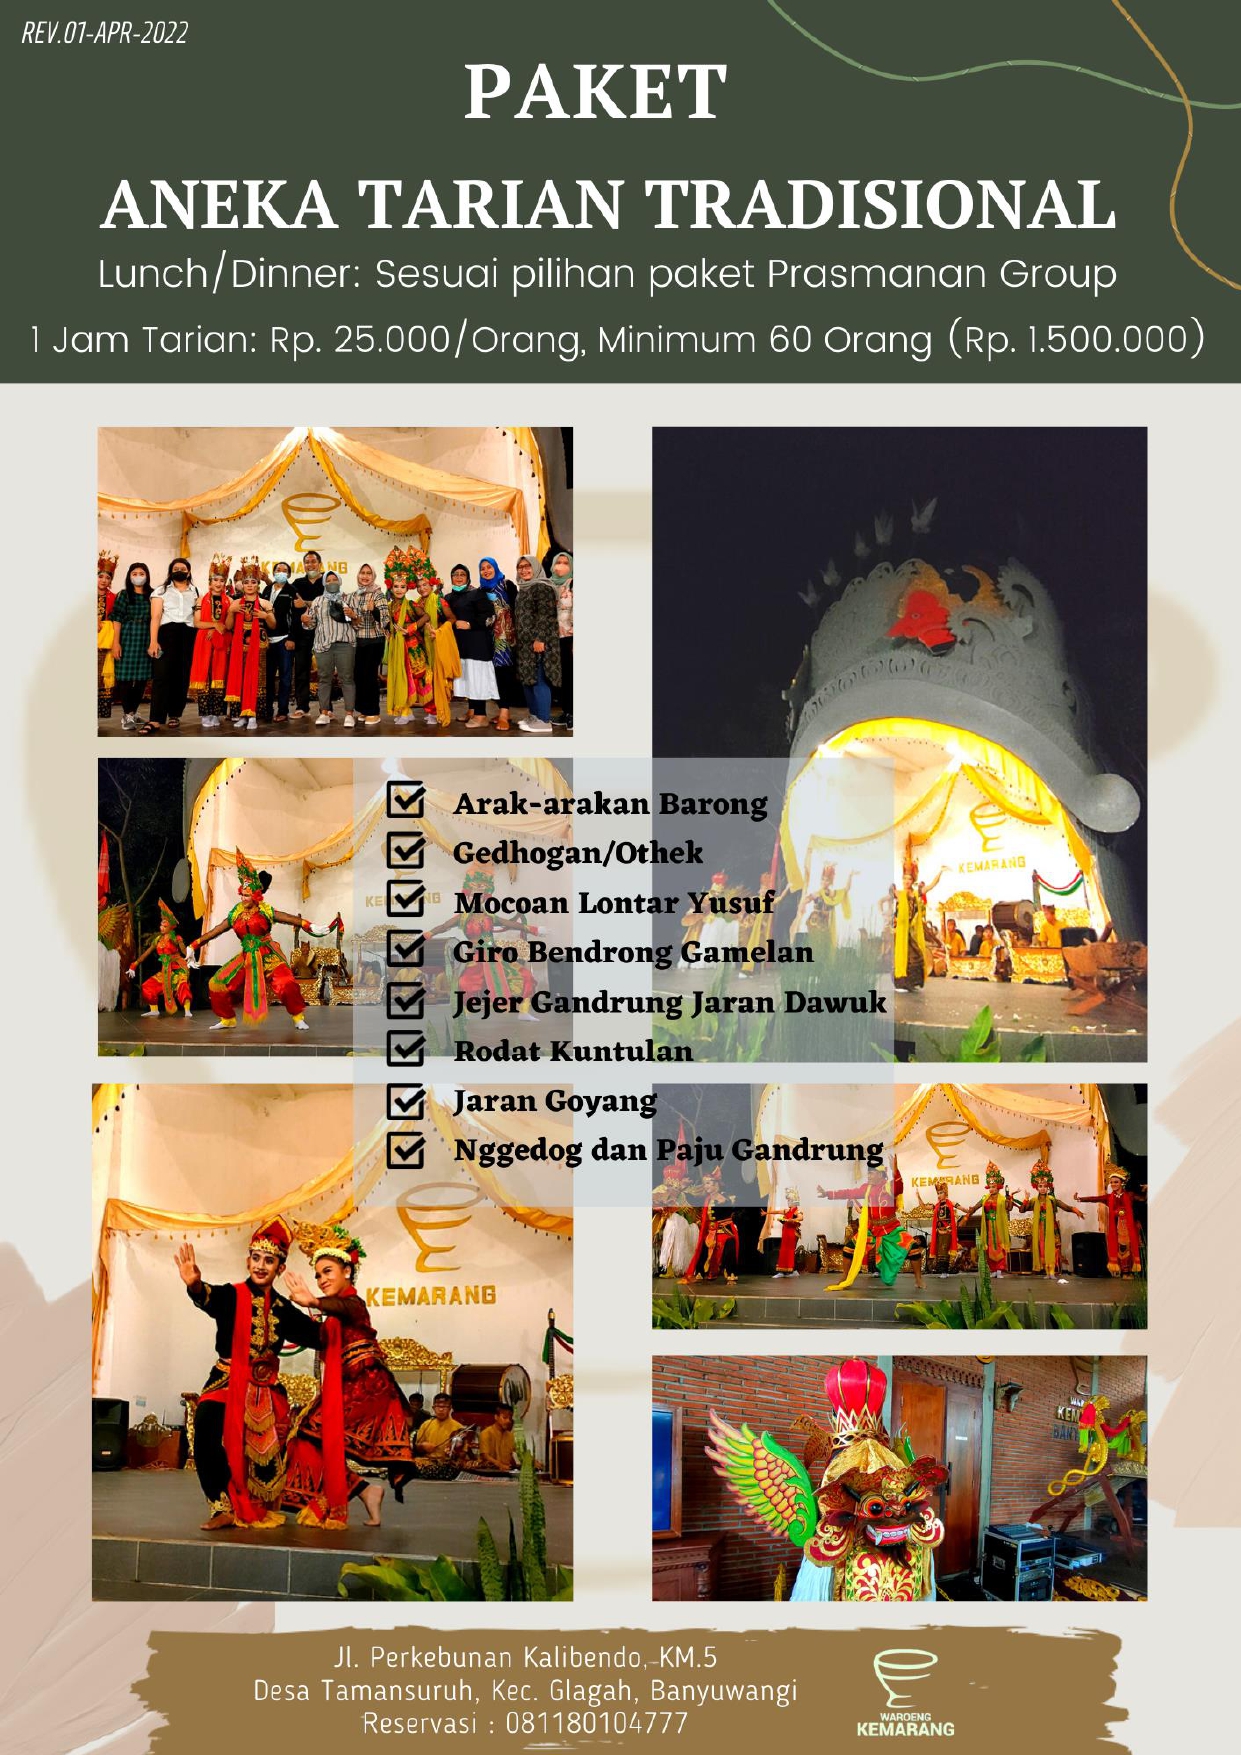 REV.01-APR-2022
PAKET
ANEKA TARIAN TRADISIONAL
Lunch/Dinner: Sesuai pilihan paket Prasmanan Group
1 Jam Tarian: Rp. 25.000/Orang, Minimum 60 Orang (Rp. 1.500.000)
KEMARANG
Arak-arakan Barong
Gedhogan/Othek
Mocoan Lontar Yusuf
Giro Bendrong Gamelan
Jejer Gandrung Jaran Dawuk
Rodat Kuntulan
Jaran Goyang
Nggedog dan Paju Gandrung
KEMARANG
KEMARANG
KEMARANG
KEMARANG
Jl. Perkebunan Kalibendo, KM.5
Desa Tamansuruh, Kec. Glagah, Banyuwangi
Reservasi : 081180104777
WAROENG
KEMARANG